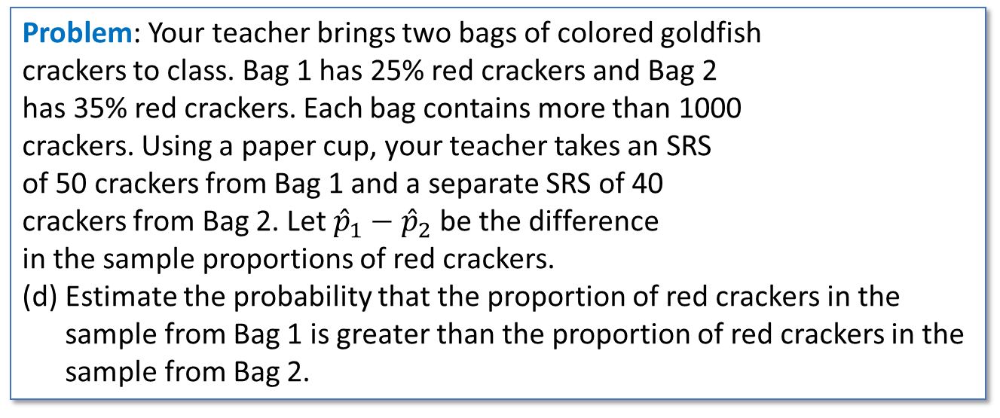 Problem: Your teacher brings two bags of colored goldfish
crackers to class. Bag 1 has 25% red crackers and Bag 2
has 35% red crackers. Each bag contains more than 1000
crackers. Using a paper cup, your teacher takes an SRS
of 50 crackers from Bag 1 and a separate SRS of 40
crackers from Bag 2. Let p̂₁ − p̂₂ be the difference
in the sample proportions of red crackers.
(d) Estimate the probability that the proportion of red crackers in the
sample from Bag 1 is greater than the proportion of red crackers in the
sample from Bag 2.